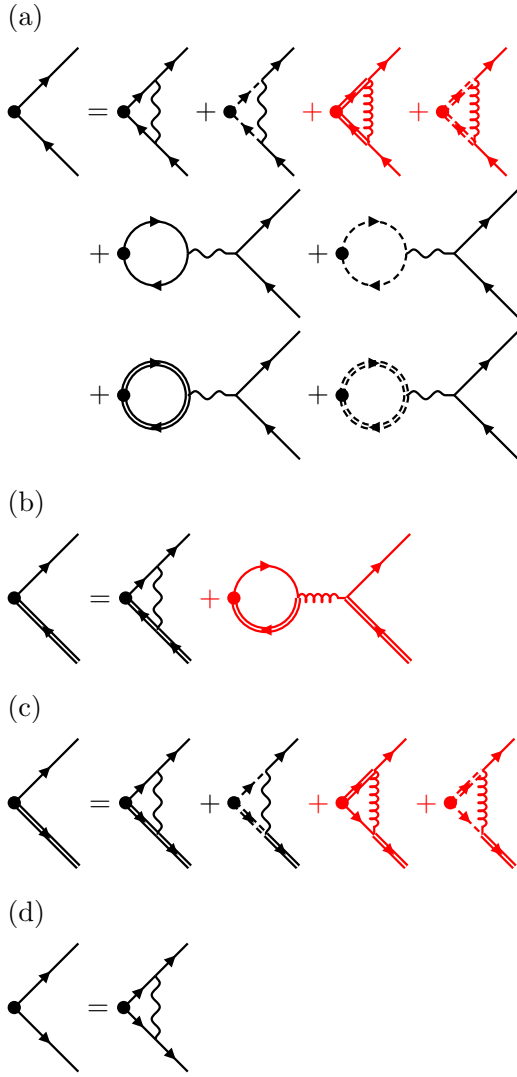 (a)
= + + +
+ +
+ +
(b)
= +
(c)
= + + +
(d)
=